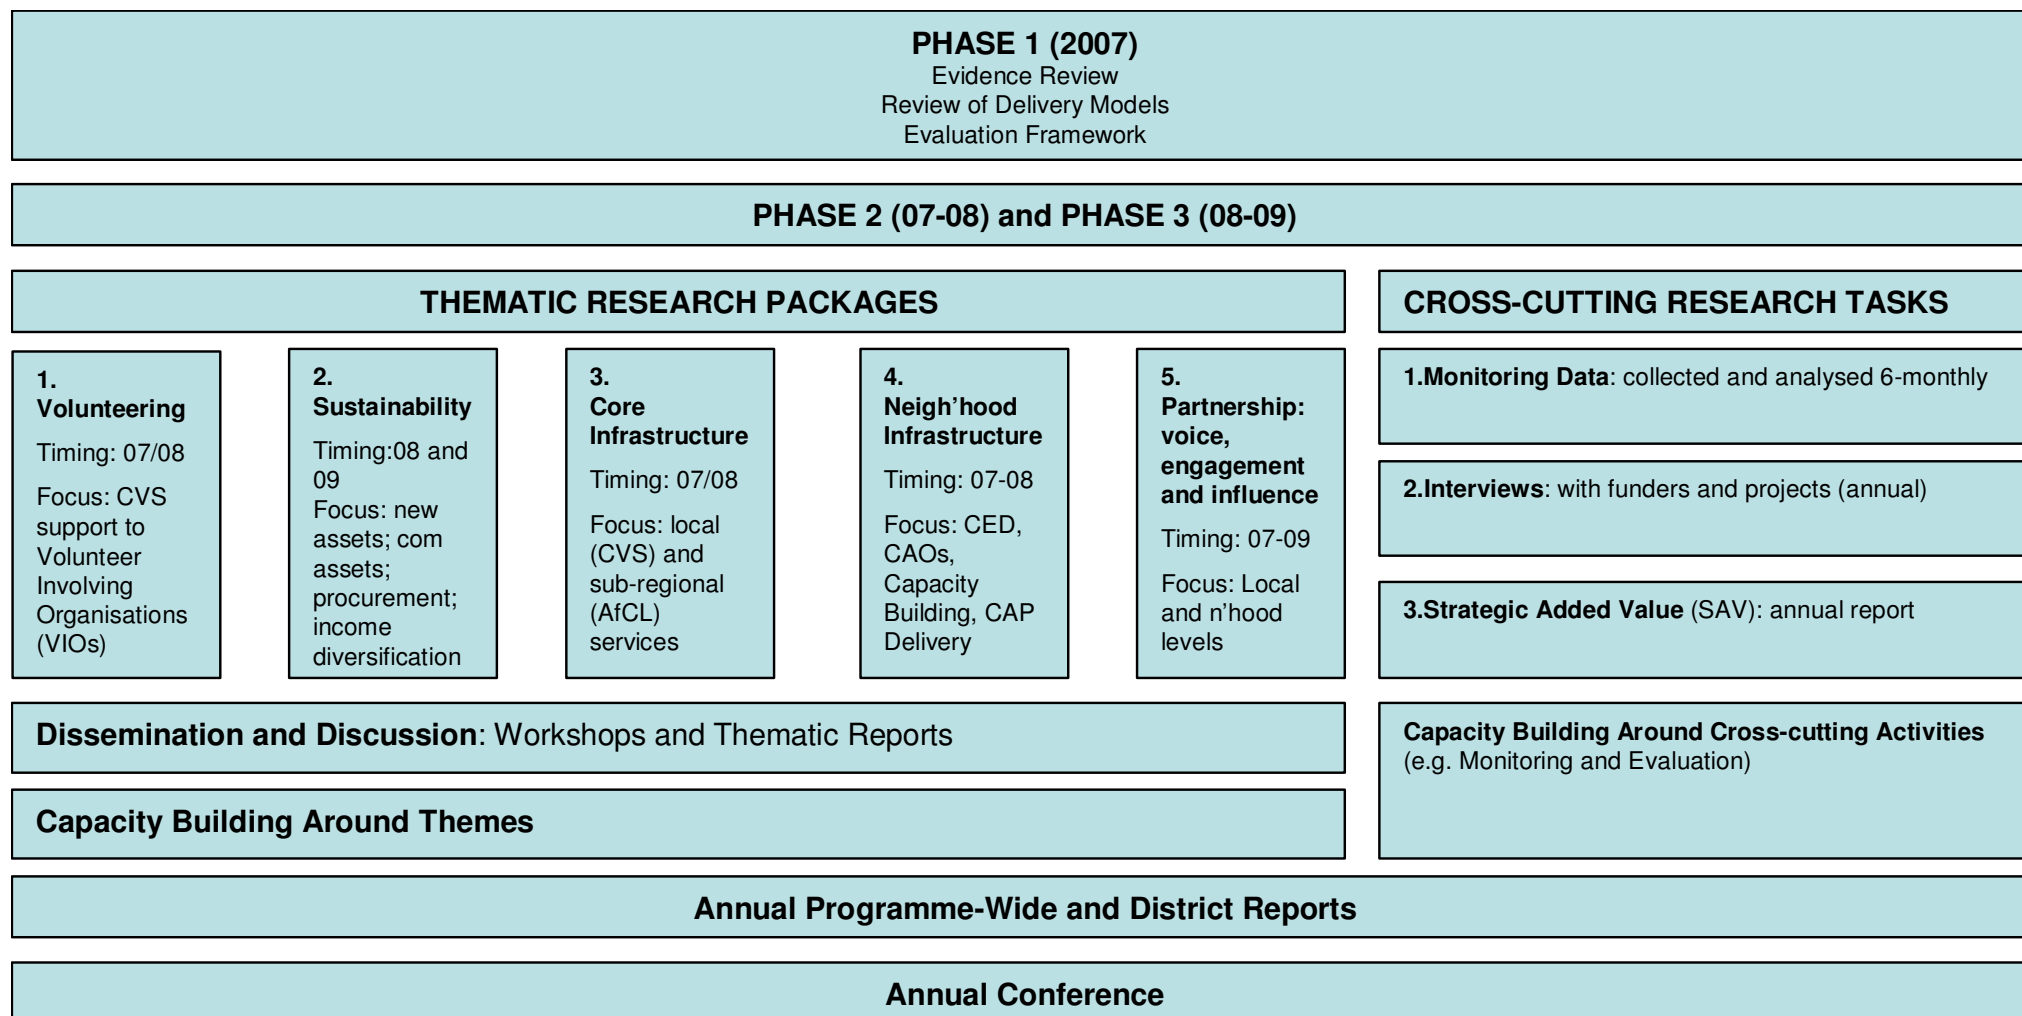 PHASE 1 (2007)
Evidence Review
Review of Delivery Models
Evaluation Framework
PHASE 2 (07-08) and PHASE 3 (08-09)
THEMATIC RESEARCH PACKAGES
CROSS-CUTTING RESEARCH TASKS
1.
Volunteering
Timing: 07/08
Focus: CVS
support to
Volunteer
Involving
Organisations
(VIOs)
2.
Sustainability
Timing:08 and
09
Focus: new
assets; com
assets;
procurement;
income
diversification
3.
Core
Infrastructure
Timing: 07/08
Focus: local
(CVS) and
sub-regional
(AfCL)
services
4.
Neigh’hood
Infrastructure
Timing: 07-08
Focus: CED,
CAOs,
Capacity
Building, CAP
Delivery
5.
Partnership:
voice,
engagement
and influence
Timing: 07-09
Focus: Local
and n’hood
levels
1.Monitoring Data: collected and analysed 6-monthly
2.Interviews: with funders and projects (annual)
3.Strategic Added Value (SAV): annual report
Dissemination and Discussion: Workshops and Thematic Reports
Capacity Building Around Themes
Capacity Building Around Cross-cutting Activities
(e.g. Monitoring and Evaluation)
Annual Programme-Wide and District Reports
Annual Conference